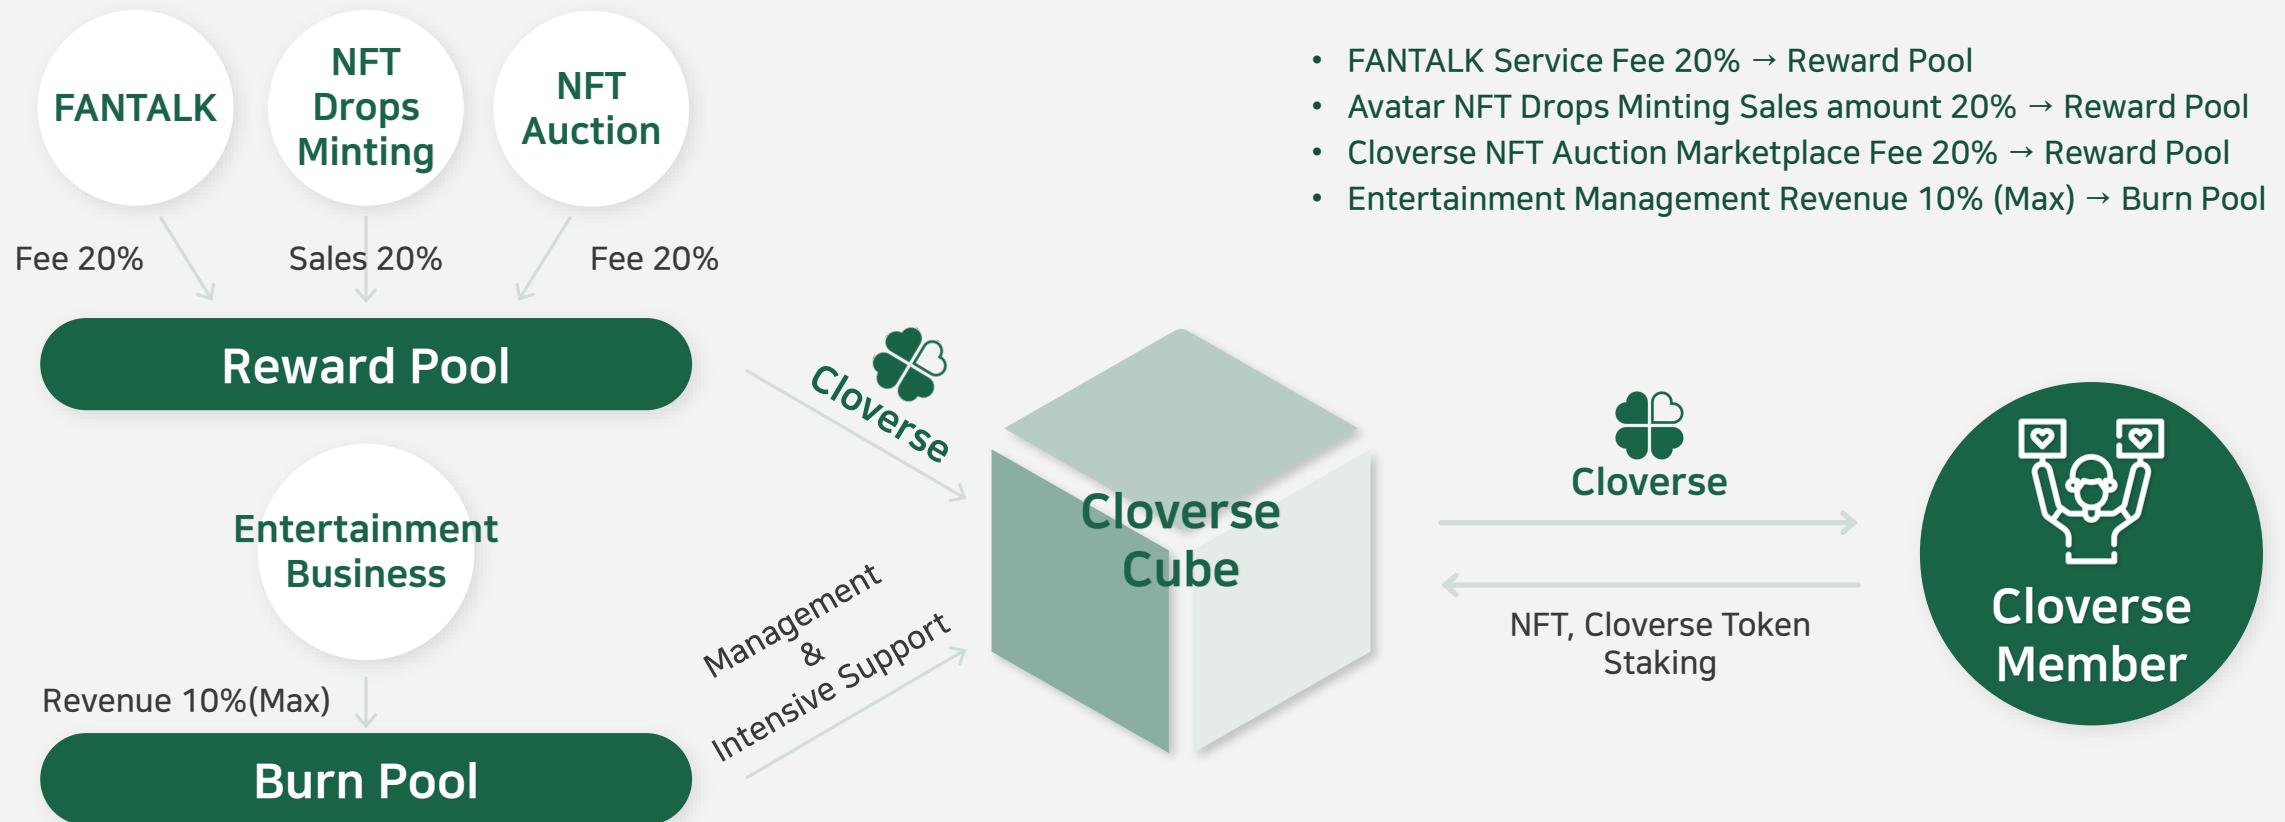 FANTALK
NFT
Drops
Minting
NFT
Auction
• FANTALK Service Fee 20% → Reward Pool
• Avatar NFT Drops Minting Sales amount 20% → Reward Pool
• Cloverse NFT Auction Marketplace Fee 20% → Reward Pool
• Entertainment Management Revenue 10% (Max) → Burn Pool
Fee 20%
Sales 20%
Fee 20%
Reward Pool
Cloverse
Entertainment
Business
Management
&
Intensive Support
Revenue 10%(Max)
Burn Pool
Cloverse
Cube
Cloverse
NFT, Cloverse Token
Staking
Cloverse
Member